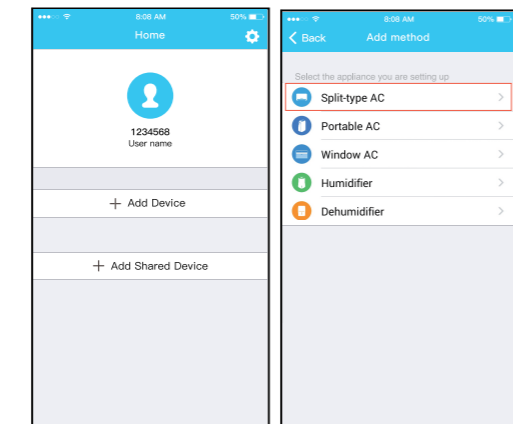 8:08 AM
50%
Home
1234568
User name
+ Add Device
+ Add Shared Device
8:08 AM
50%
Back
Add method
Select the appliance you are setting up
Split-type AC
Portable AC
Window AC
Humidifier
Dehumidifier